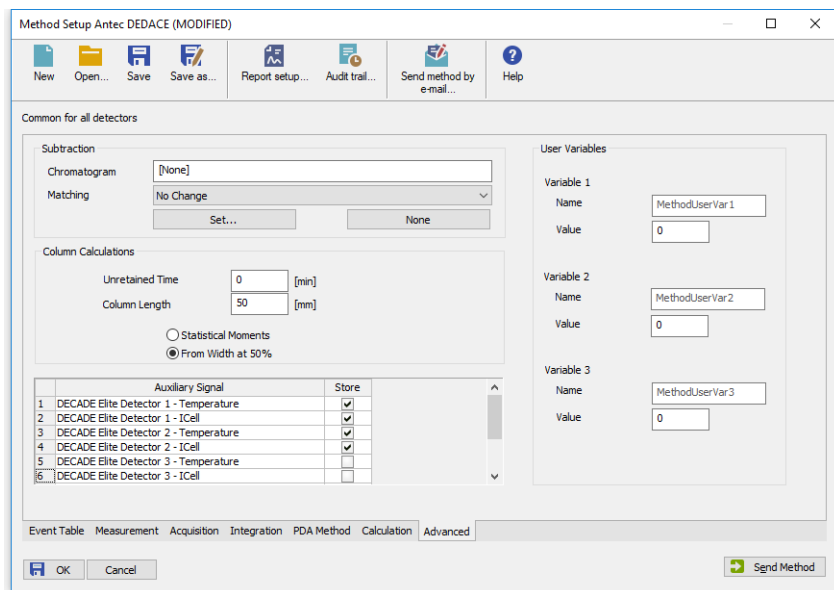 Method Setup Antec DEDACE (MODIFIED)
New Open... Save Save as... Report setup... Audit trail... Send method by e-mail... Help
Common for all detectors
Subtraction
Chromatogram [None]
Matching No Change
Set... None
Column Calculations
Unretained Time 0 [min]
Column Length 50 [mm]
Statistical Moments
From Width at 50%
Auxiliary Signal Store
1 DECADE Elite Detector 1 - Temperature
2 DECADE Elite Detector 1 - ICell
3 DECADE Elite Detector 2 - Temperature
4 DECADE Elite Detector 2 - ICell
5 DECADE Elite Detector 3 - Temperature
6 DECADE Elite Detector 3 - ICell
User Variables
Variable 1
Name MethodUserVar1
Value 0
Variable 2
Name MethodUserVar2
Value 0
Variable 3
Name MethodUserVar3
Value 0
Event Table Measurement Acquisition Integration PDA Method Calculation Advanced
OK Cancel Send Method